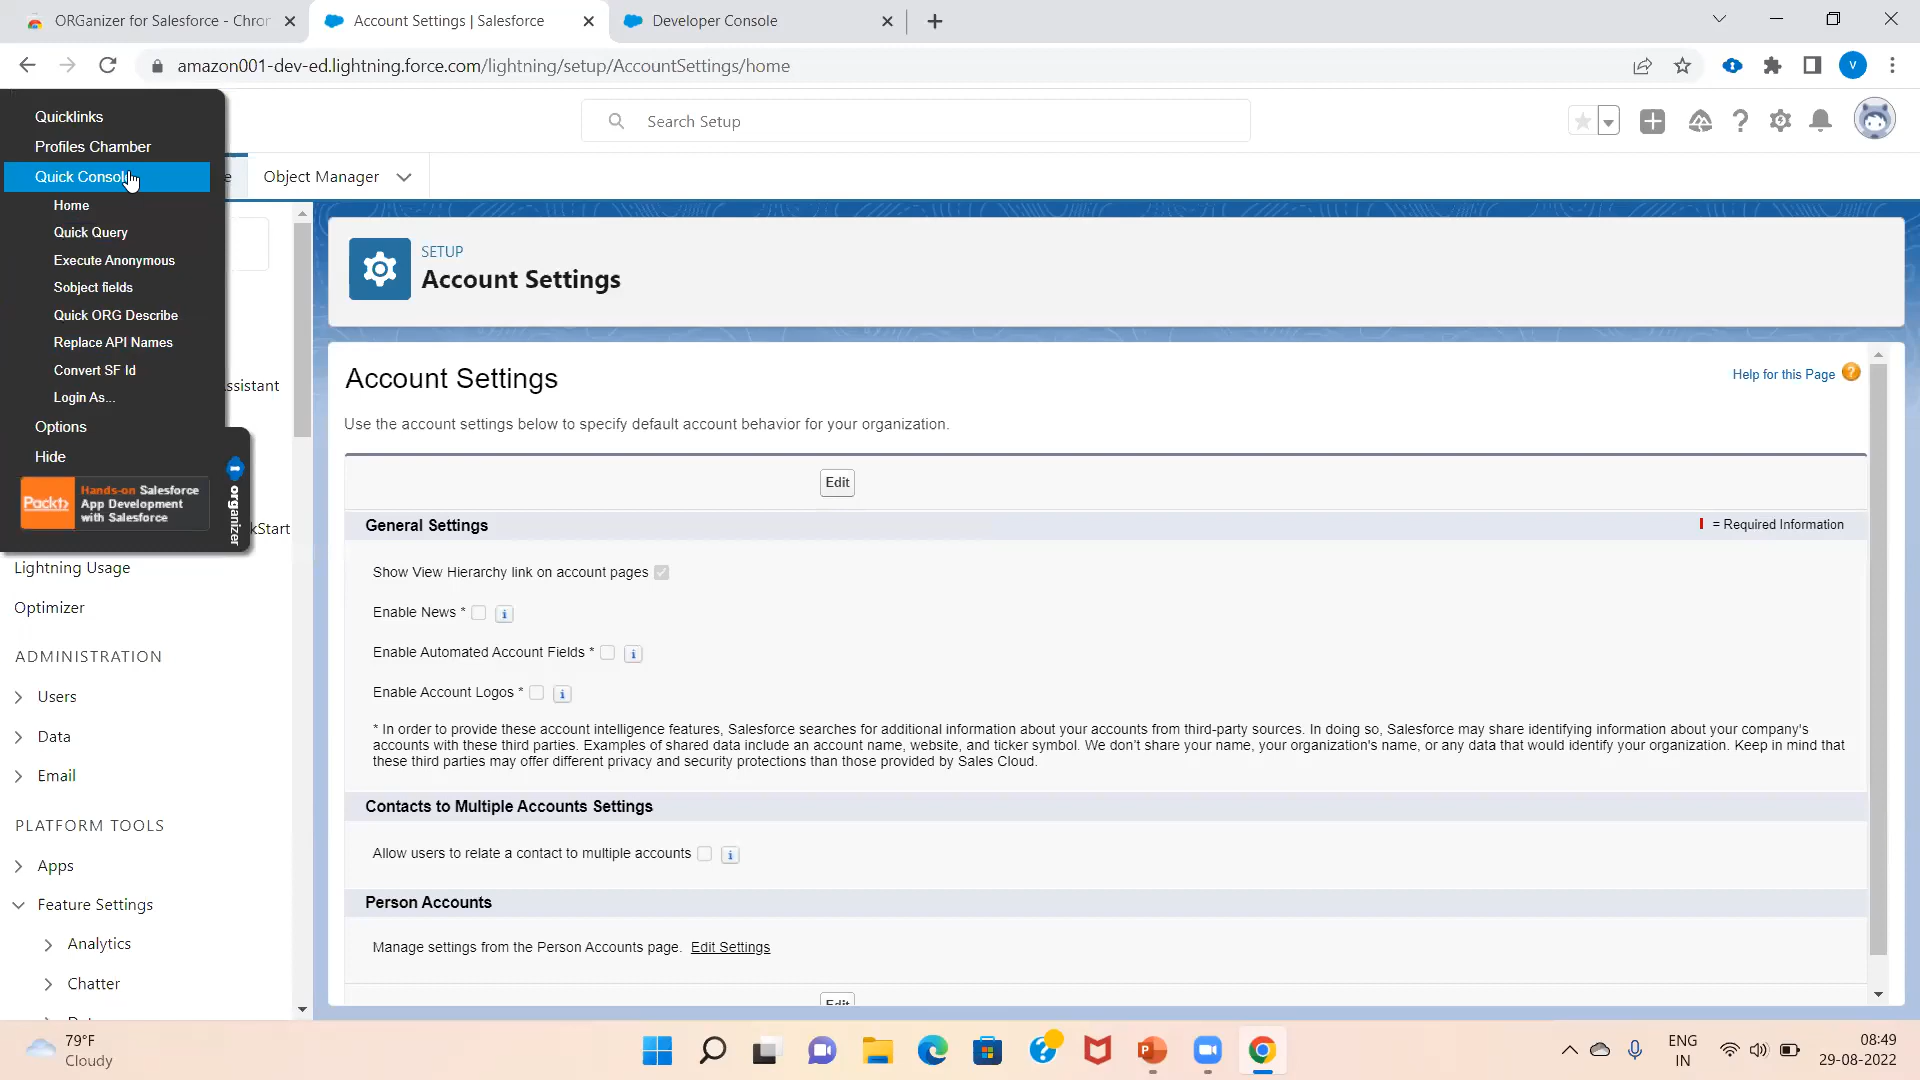 ORGanizer for Salesforce - Chror
Account Settings | Salesforce
Developer Console
amazon001-dev-ed.lightning.force.com/lightning/setup/AccountSettings/home
V
Quicklinks
Profiles Chamber
Quick Console
Home
Quick Query
Execute Anonymous
Sobject fields
Quick ORG Describe
Replace API Names
Convert SF Id
Login As...
Options
Hide
Packt>
Hands-on Salesforce
App Development
with Salesforce
organizer
Search Setup
e
Object Manager
ssistant
kStart
Lightning Usage
Optimizer
ADMINISTRATION
Users
Data
Email
PLATFORM TOOLS
Apps
Feature Settings
Analytics
Chatter
SETUP
Account Settings
Account Settings
Help for this Page
Use the account settings below to specify default account behavior for your organization.
Edit
General Settings
= Required Information
Show View Hierarchy link on account pages
Enable News *
Enable Automated Account Fields *
Enable Account Logos *
* In order to provide these account intelligence features, Salesforce searches for additional information about your accounts from third-party sources. In doing so, Salesforce may share identifying information about your company's
accounts with these third parties. Examples of shared data include an account name, website, and ticker symbol. We don't share your name, your organization's name, or any data that would identify your organization. Keep in mind that
these third parties may offer different privacy and security protections than those provided by Sales Cloud.
Contacts to Multiple Accounts Settings
Allow users to relate a contact to multiple accounts
Person Accounts
Manage settings from the Person Accounts page. Edit Settings
Edit
79°F
Cloudy
ENG
IN
08:49
29-08-2022